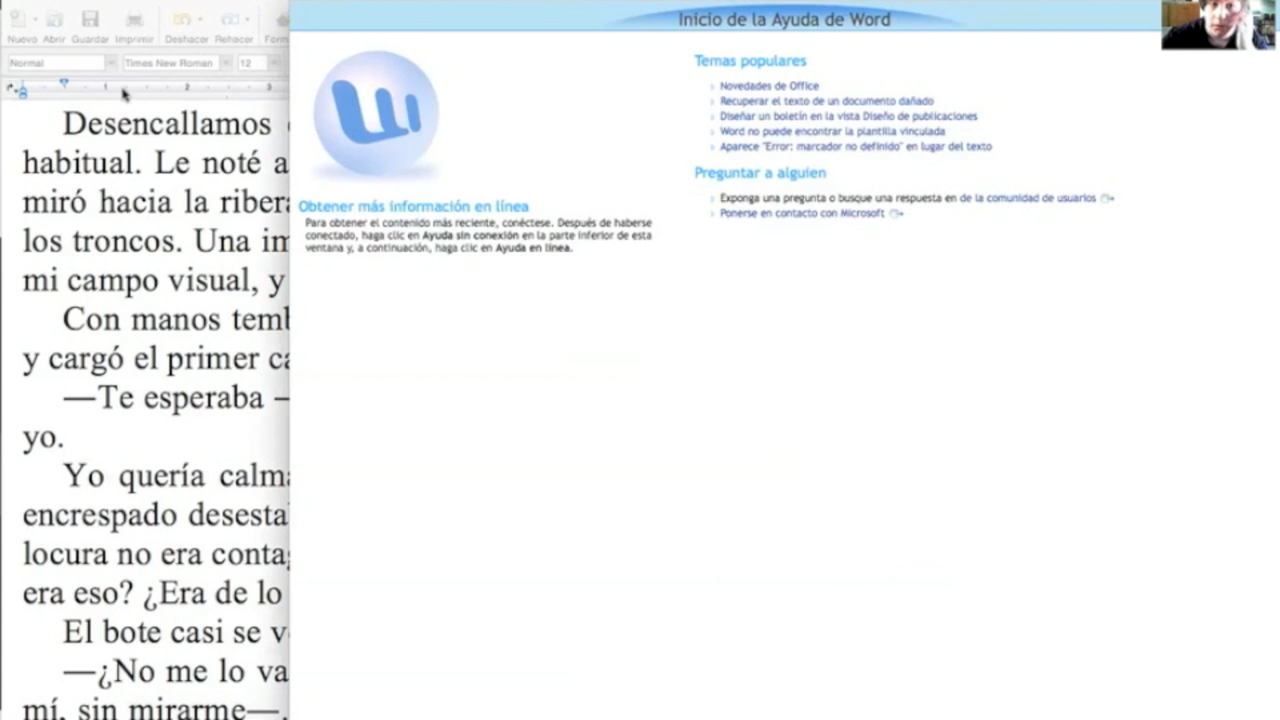 Nuevo Abrir Guardar Imprimir Deshacer Rehacer
Normal Times New Roman 12
1 2 3
Desencallamos
habitual. Le noté a
miró hacia la ribera
los troncos. Una im
mi campo visual, y
Con manos temb
y cargó el primer ca
—Te esperaba —
yo.
Yo quería calma
encrespado desesta
locura no era contag
era eso? ¿Era de lo
El bote casi se v
—¿No me lo va
mí, sin mirarme—.
Inicio de la Ayuda de Word
Obtener más información en línea
Para obtener el contenido más reciente, conéctese. Después de haberse
conectado, haga clic en Ayuda sin conexión en la parte inferior de esta
ventana y, a continuación, haga clic en Ayuda en línea.
Temas populares
Novedades de Office
Recuperar el texto de un documento dañado
Diseñar un boletín en la vista Diseño de publicaciones
Word no puede encontrar la plantilla vinculada
Aparece "Error: marcador no definido" en lugar del texto
Preguntar a alguien
Exponga una pregunta o busque una respuesta en de la comunidad de usuarios
Ponerse en contacto con Microsoft